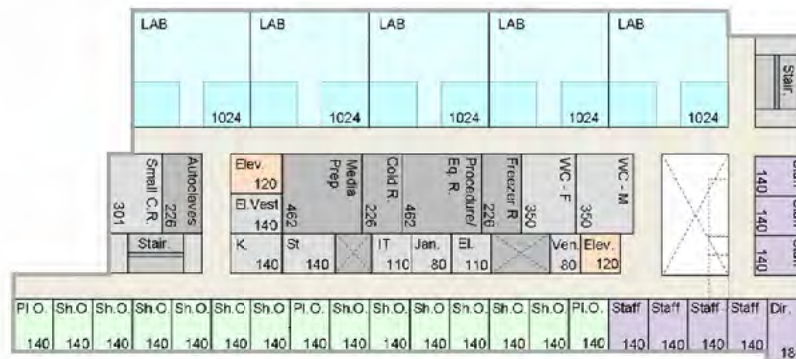 LAB LAB LAB LAB LAB
1024 1024 1024 1024 1024
Stair.
Small C.R. 301
Autoclaves 226
Elev. 120
El.Vest 140
Media Prep 462
Cold R. 226
Procedure/ Eq. R. 462
Freezer R 226
WC - F 350
WC - M 350
140
140
140
Stair.
K. 140
St 140
IT 110
Jan. 80
El. 110
Ven. 80
Elev. 120
Pl.O. Sh.O Sh.O. Sh.O. Sh.O. Sh.O Sh.O Pl.O. Sh.O. Sh.O. Sh.O Sh.O. Sh.O Sh.O Pl.O. Staff Staff Staff Staff Dir.
140 140 140 140 140 140 140 140 140 140 140 140 140 140 140 140 140 140 140